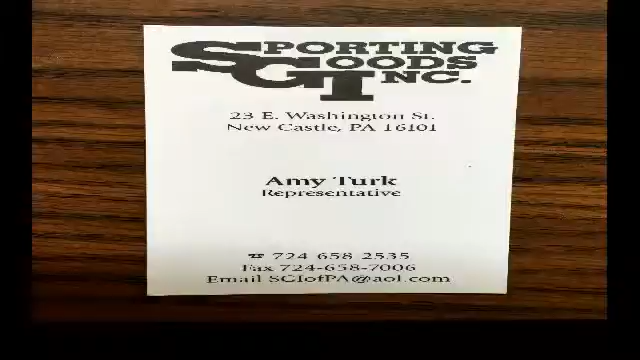 SPORTING
GOODS
INC.
23 E. Washington St.
New Castle, PA 16101
Amy Turk
Representative
☎ 724 658 2535
Fax 724-658-7006
Email SGIofPA@aol.com